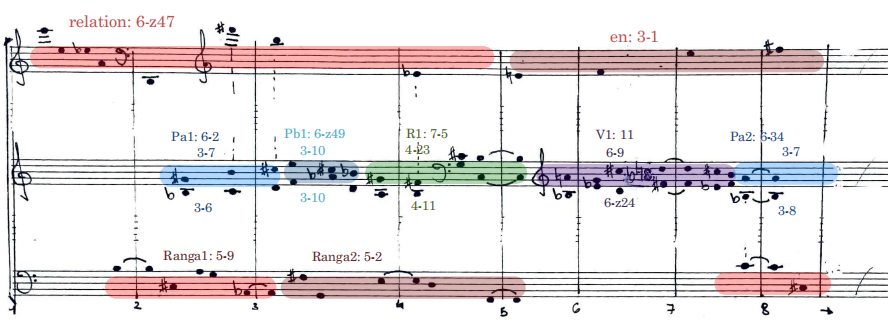 relation: 6-z47
en: 3-1
Pa1: 6-2
3-7
3-6
Pb1: 6-z49
3-10
3-10
R1: 7-5
4-23
4-11
V1: 11
6-9
6-z24
Pa2: 6-34
3-7
3-8
Ranga1: 5-9
Ranga2: 5-2
1 2 3 4 5 6 7 8